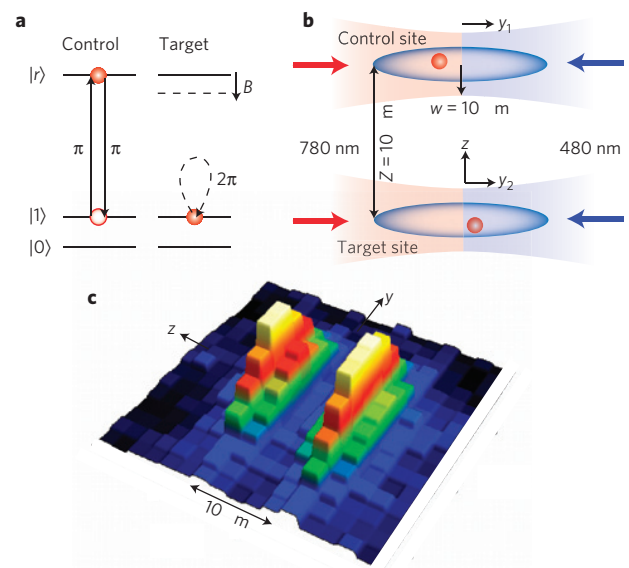 a
Control Target
|r⟩
B
π π
2π
|1⟩
|0⟩
b
y1
Control site
w = 10 m
780 nm
Z = 10 m
z
480 nm
y2
Target site
c
y
z
10 m